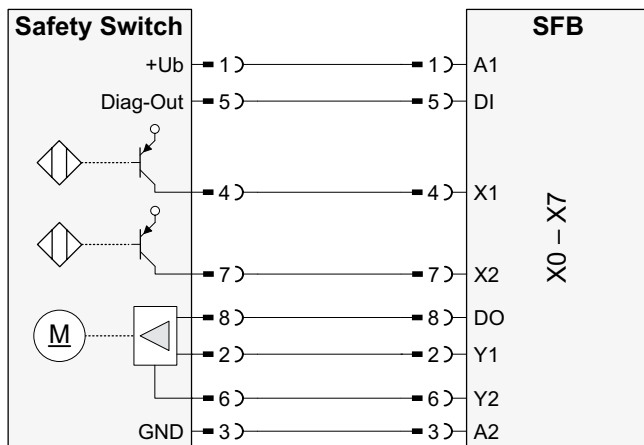 Safety Switch SFB
+Ub 1 1 A1
Diag-Out 5 5 DI
4 4 X1
X0 – X7
7 7 X2
8 8 DO
M
2 2 Y1
6 6 Y2
GND 3 3 A2